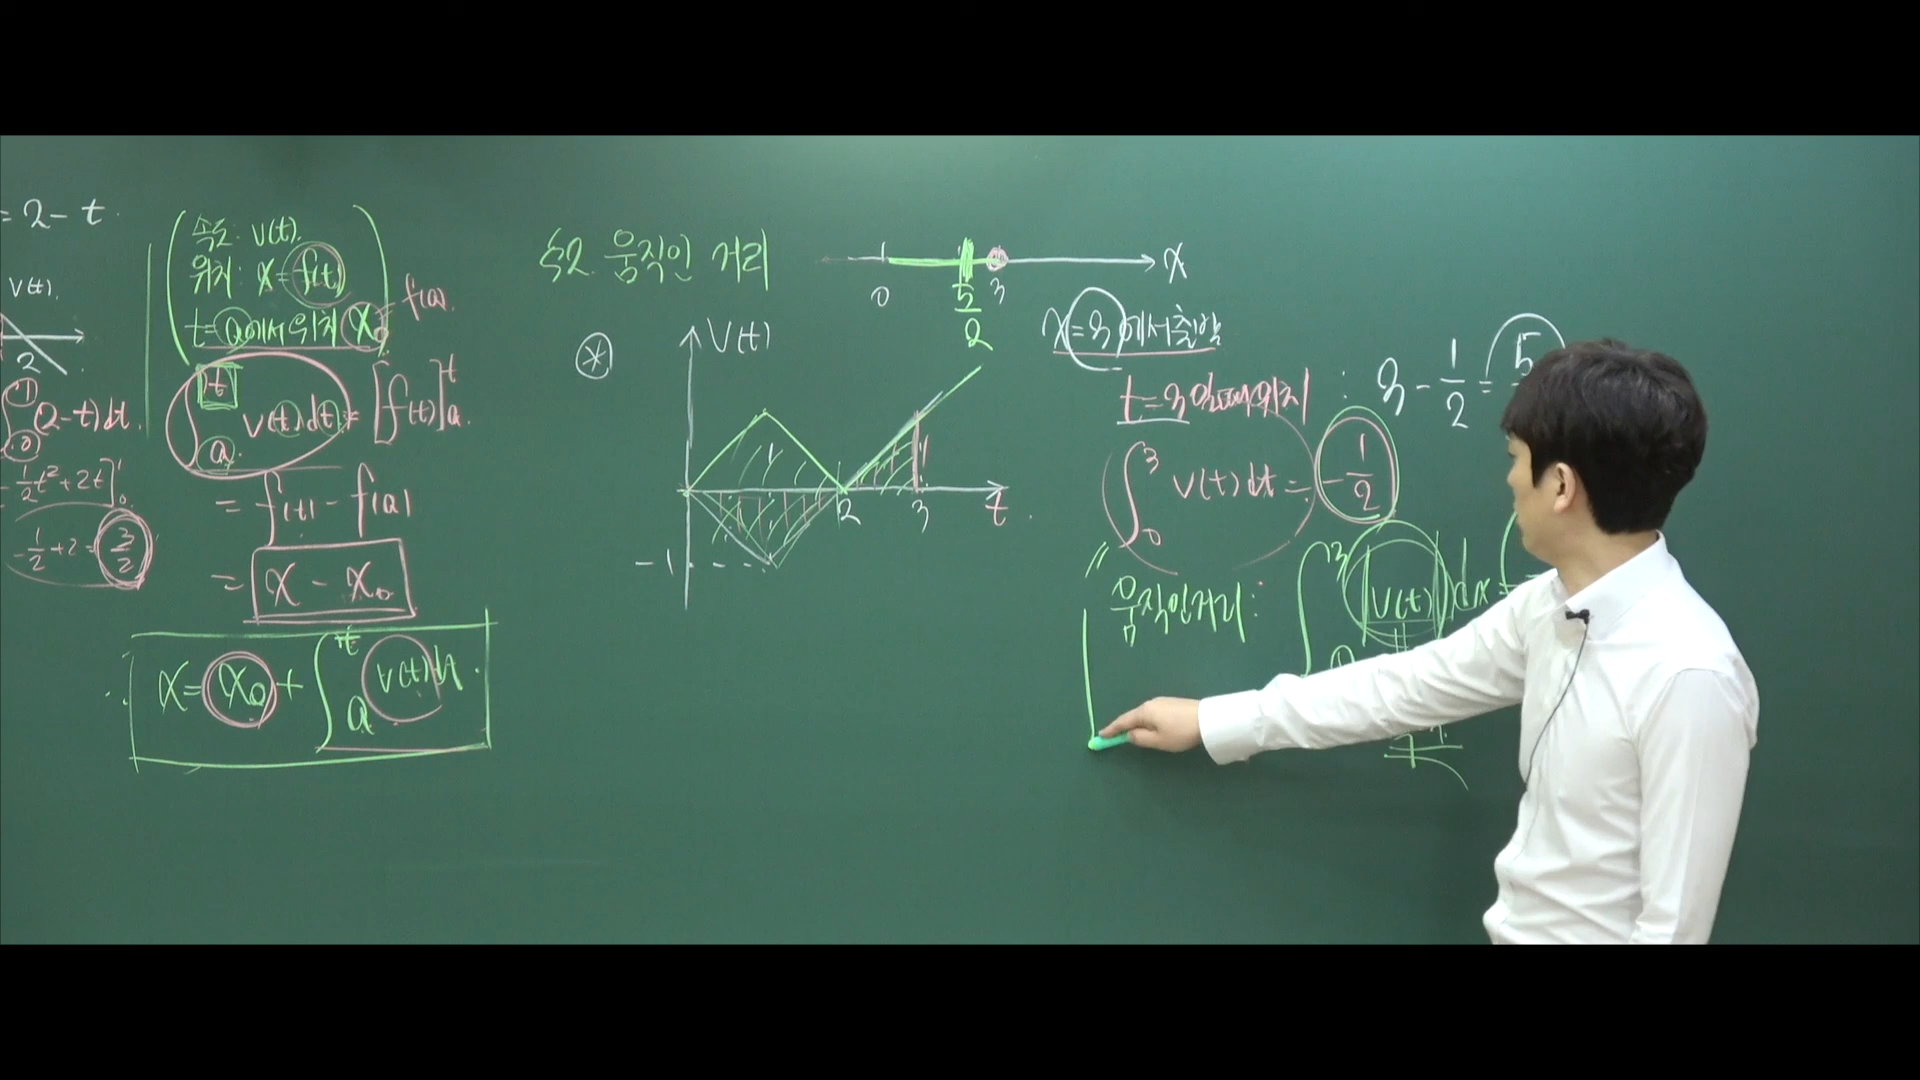 = 2 - t
v(t).
2
∫₀¹ (2-t)dt.
= -½t²+2t]₀¹
-½+2 = 3/2
속도: v(t).
위치: x = f(t)
t=a에서 위치 x₀ = f(a).
∫ₐᵗ v(t)dt = [f(t)]ₐᵗ
= f(t) - f(a)
= x - x₀
∴ x = x₀ + ∫ₐᵗ v(t)dt.
§2. 움직인 거리
0 5/2 3 x
※ v(t)
2 3 t
-1
x=3에서 출발
t=3 일때 위치 : 3 - 1/2 = 5
∫₀³ v(t)dt = -1/2
움직인거리: ∫₀³ |v(t)|dx =